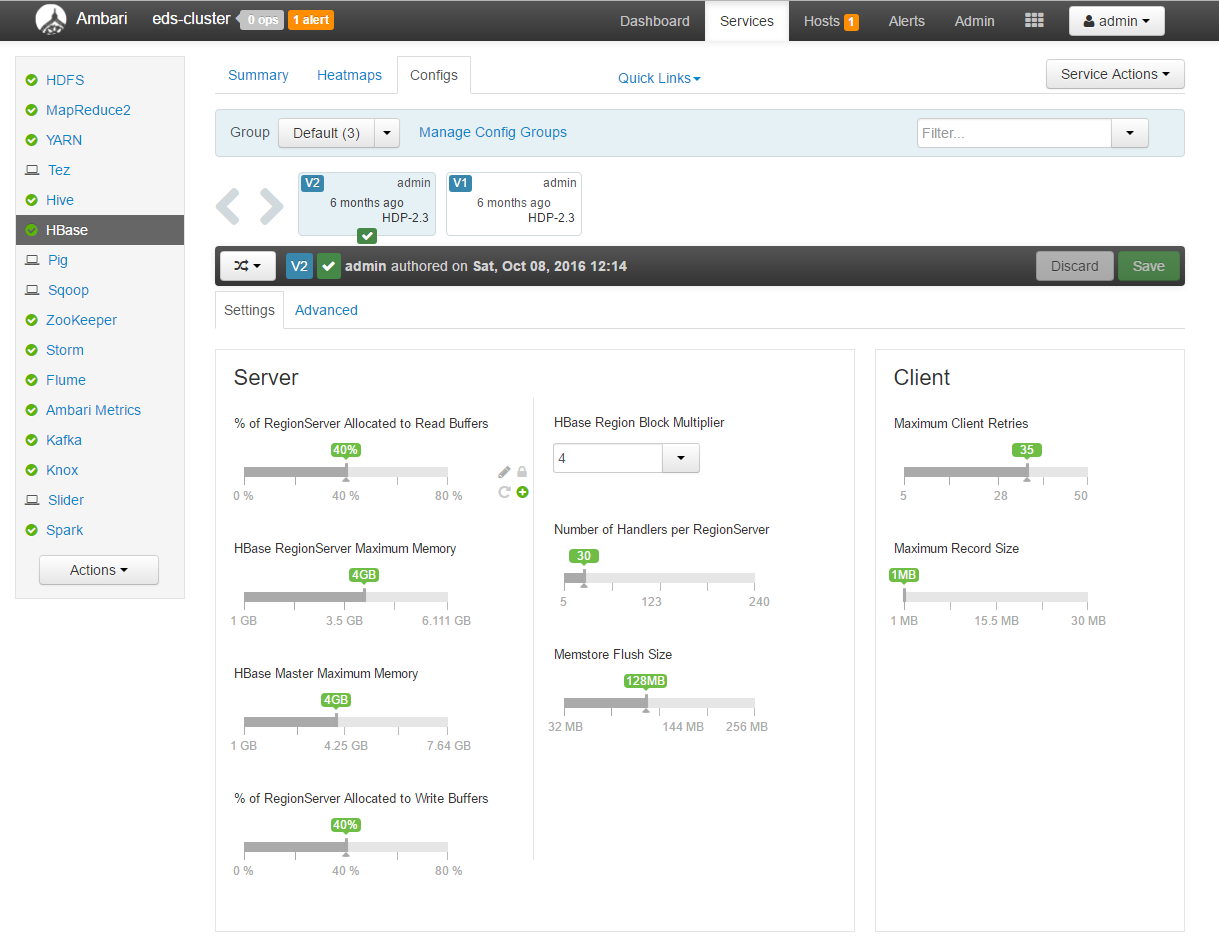 Ambari eds-cluster 0 ops 1 alert Dashboard Services Hosts 1 Alerts Admin admin
HDFS
MapReduce2
YARN
Tez
Hive
HBase
Pig
Sqoop
ZooKeeper
Storm
Flume
Ambari Metrics
Kafka
Knox
Slider
Spark
Actions
Summary Heatmaps Configs Quick Links Service Actions
Group Default (3) Manage Config Groups Filter...
V2 admin
6 months ago
HDP-2.3
V1 admin
6 months ago
HDP-2.3
V2 admin authored on Sat, Oct 08, 2016 12:14 Discard Save
Settings Advanced
Server
% of RegionServer Allocated to Read Buffers
40%
0 % 40 % 80 %
HBase RegionServer Maximum Memory
4GB
1 GB 3.5 GB 6.111 GB
HBase Master Maximum Memory
4GB
1 GB 4.25 GB 7.64 GB
% of RegionServer Allocated to Write Buffers
40%
0 % 40 % 80 %
HBase Region Block Multiplier
4
Number of Handlers per RegionServer
30
5 123 240
Memstore Flush Size
128MB
32 MB 144 MB 256 MB
Client
Maximum Client Retries
35
5 28 50
Maximum Record Size
1MB
1 MB 15.5 MB 30 MB